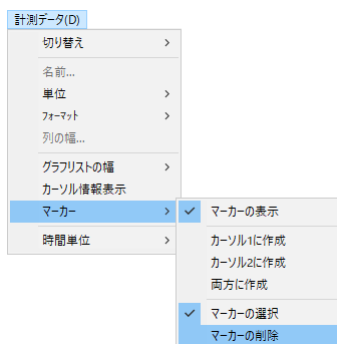 計測データ(D)
切り替え
名前...
単位
フォーマット
列の幅...
グラフリストの幅
カーソル情報表示
マーカー
時間単位
マーカーの表示
カーソル1に作成
カーソル2に作成
両方に作成
マーカーの選択
マーカーの削除